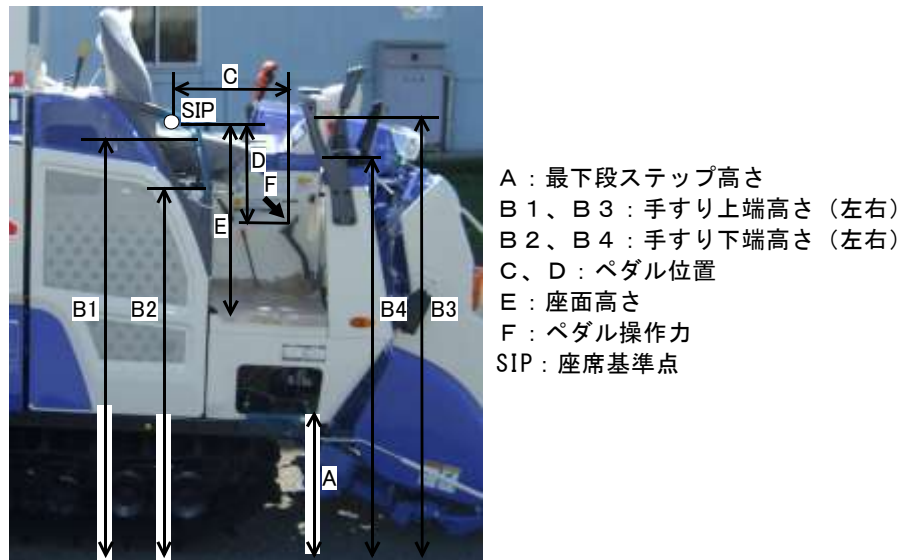 C
SIP
D
F
E
B1
B2
B4
B3
A
A：最下段ステップ高さ
B1、B3：手すり上端高さ（左右）
B2、B4：手すり下端高さ（左右）
C、D：ペダル位置
E：座面高さ
F：ペダル操作力
SIP：座席基準点